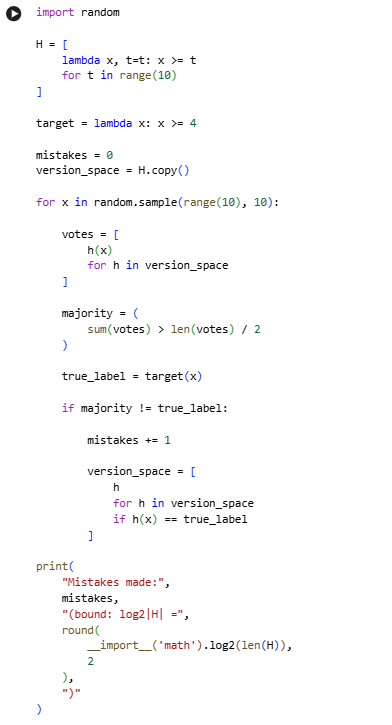 import random

H = [
    lambda x, t=t: x >= t
    for t in range(10)
]

target = lambda x: x >= 4

mistakes = 0
version_space = H.copy()

for x in random.sample(range(10), 10):

    votes = [
        h(x)
        for h in version_space
    ]

    majority = (
        sum(votes) > len(votes) / 2
    )

    true_label = target(x)

    if majority != true_label:

        mistakes += 1

        version_space = [
            h
            for h in version_space
            if h(x) == true_label
        ]

print(
    "Mistakes made:",
    mistakes,
    "(bound: log2|H| =",
    round(
        __import__('math').log2(len(H)),
        2
    ),
    ")"
)